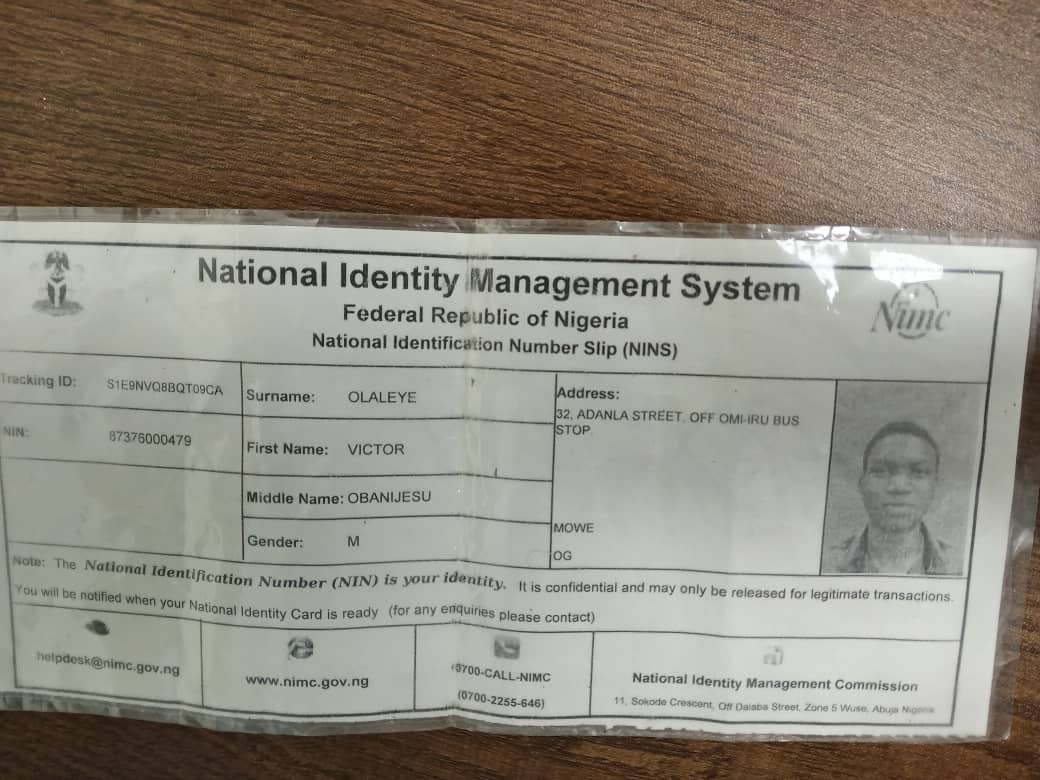 National Identity Management System
Federal Republic of Nigeria
National Identification Number Slip (NINS)
Nimc
Tracking ID: S1E9NVQ8BQT09CA
NIN: 87376000479
Surname: OLALEYE
First Name: VICTOR
Middle Name: OBANIJESU
Gender: M
Address:
32, ADANLA STREET, OFF OMI-IRU BUS
STOP.
MOWE
OG
Note: The National Identification Number (NIN) is your identity. It is confidential and may only be released for legitimate transactions.
You will be notified when your National Identity Card is ready (for any enquiries please contact)
helpdesk@nimc.gov.ng
www.nimc.gov.ng
0700-CALL-NIMC
(0700-2255-646)
National Identity Management Commission
11, Sokode Crescent, Off Dalaba Street, Zone 5 Wuse, Abuja Nigeria